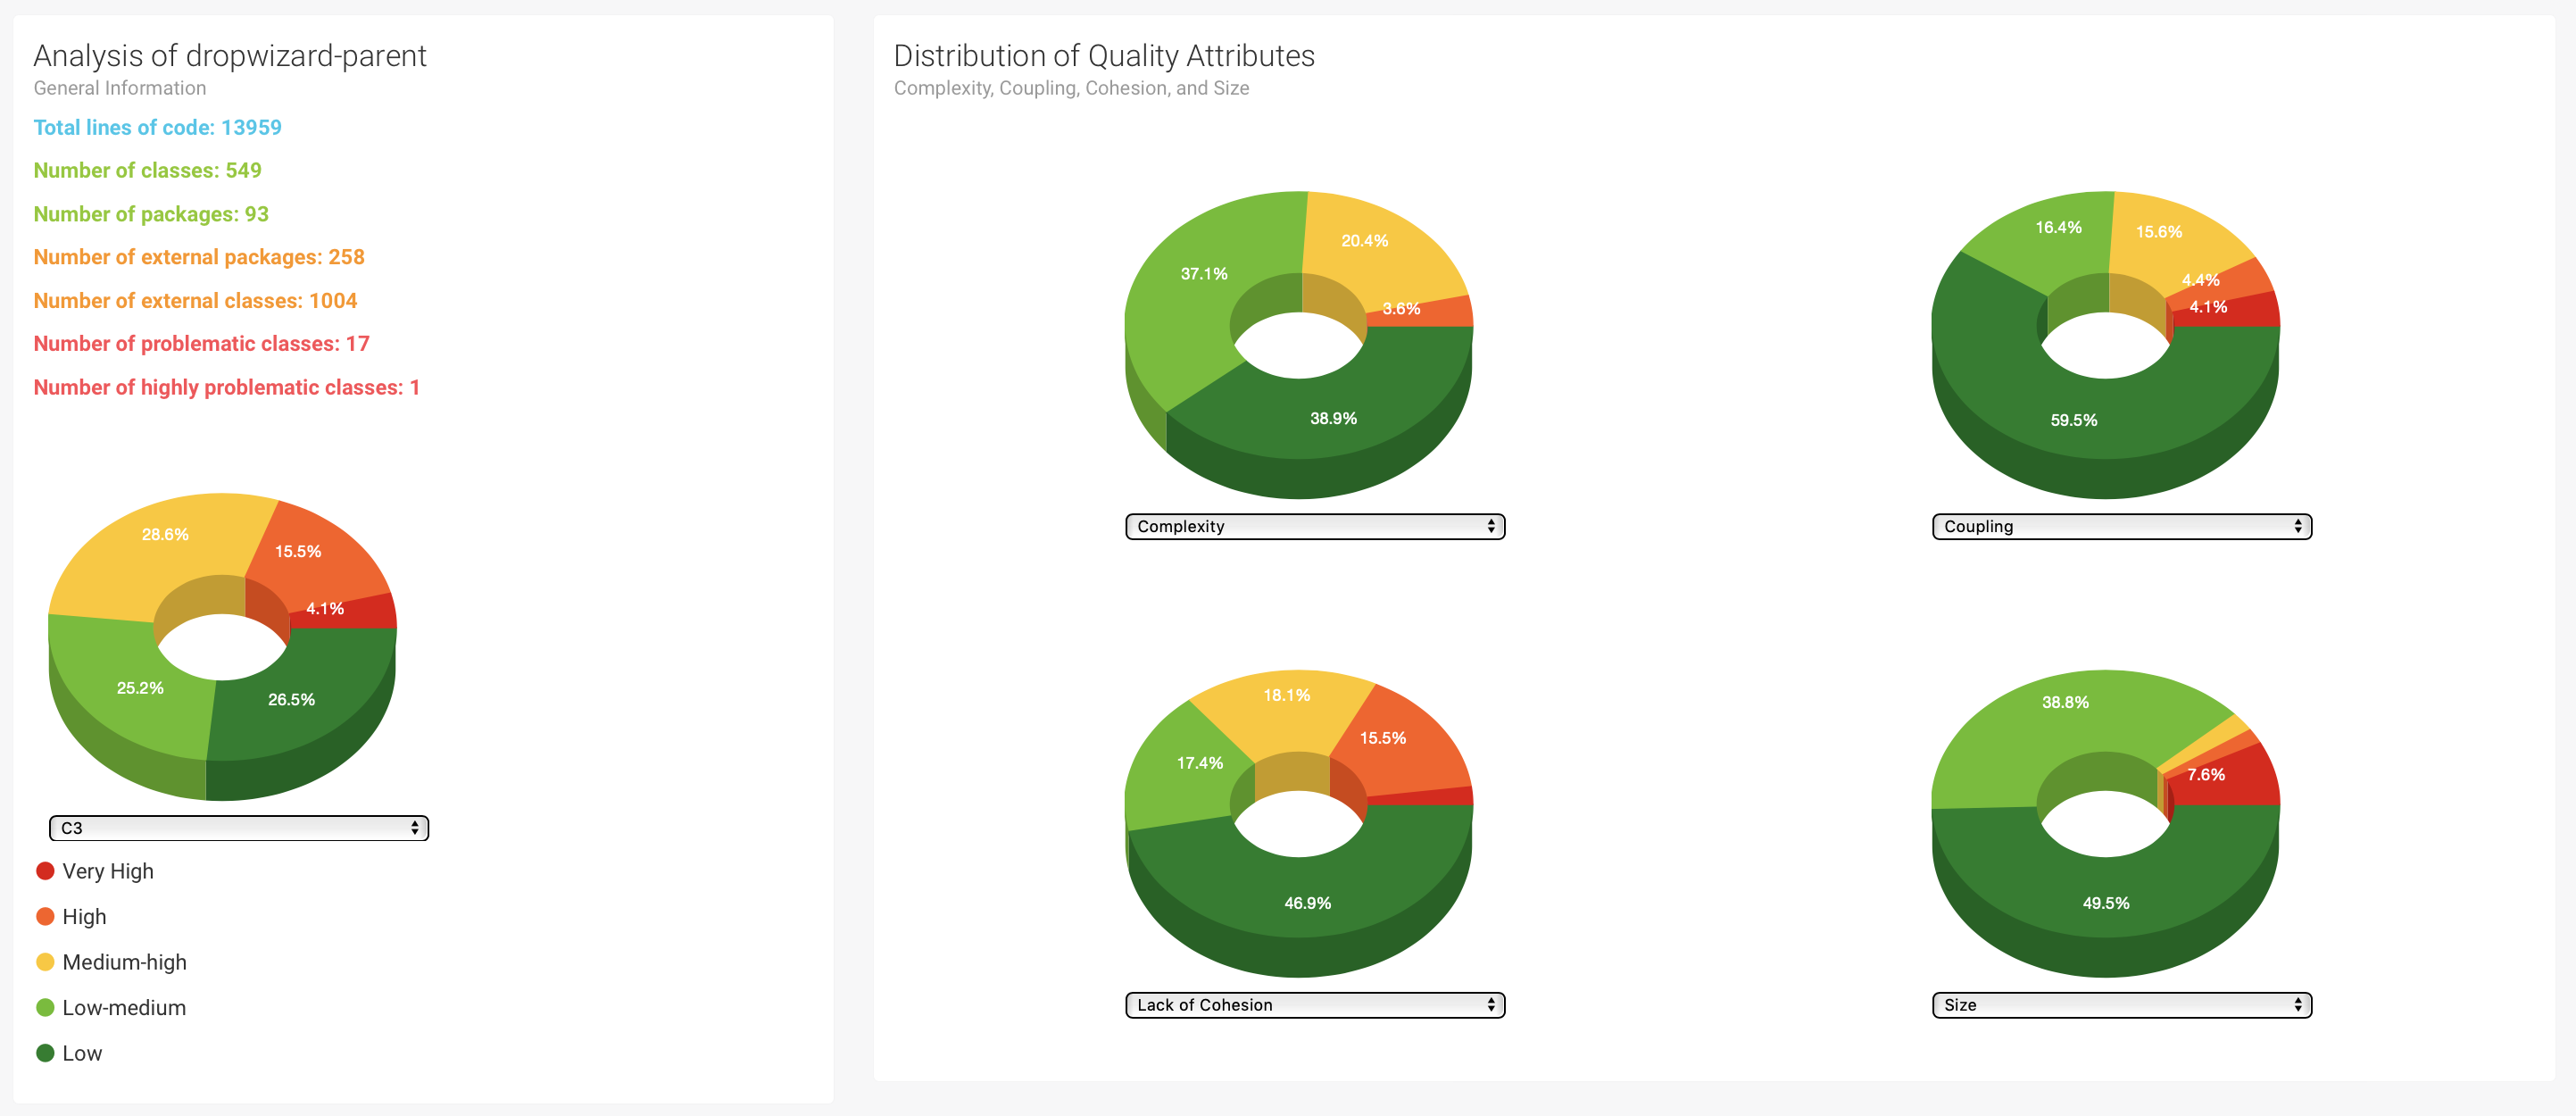 Analysis of dropwizard-parent
General Information
Total lines of code: 13959
Number of classes: 549
Number of packages: 93
Number of external packages: 258
Number of external classes: 1004
Number of problematic classes: 17
Number of highly problematic classes: 1
28.6%
15.5%
4.1%
25.2%
26.5%
C3
Very High
High
Medium-high
Low-medium
Low
Distribution of Quality Attributes
Complexity, Coupling, Cohesion, and Size
20.4%
37.1%
3.6%
38.9%
Complexity
16.4%
15.6%
4.4%
4.1%
59.5%
Coupling
18.1%
15.5%
17.4%
46.9%
Lack of Cohesion
38.8%
7.6%
49.5%
Size